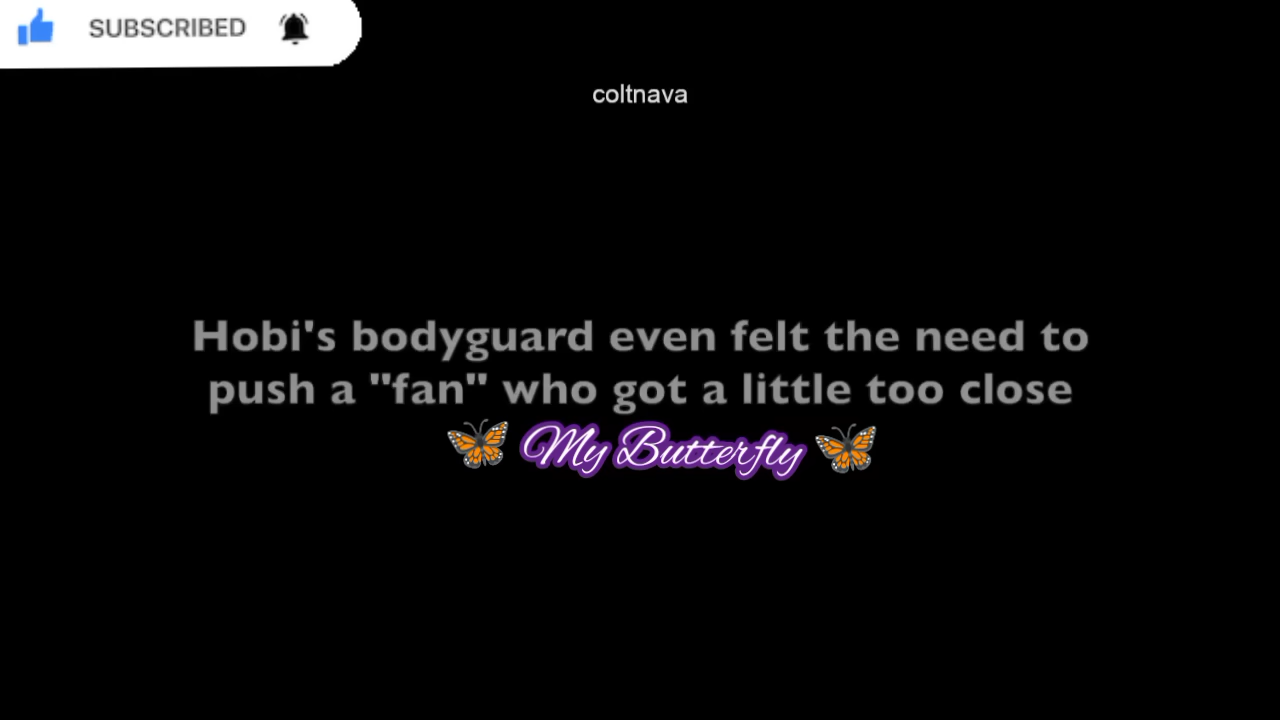 SUBSCRIBED
coltnava
Hobi's bodyguard even felt the need to
push a "fan" who got a little too close
My Butterfly